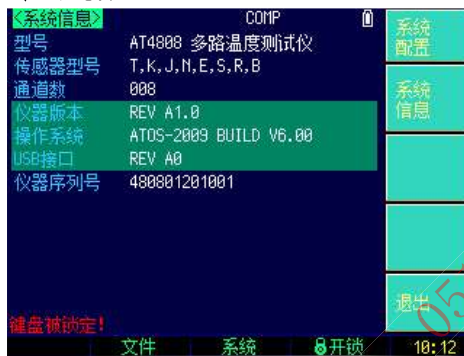 <系统信息> COMP
系统配置
型号 AT4808 多路温度测试仪
传感器型号 T,K,J,N,E,S,R,B
通道数 008
系统信息
仪器版本 REV A1.0
操作系统 ATOS-2009 BUILD V6.00
USB接口 REV A0
仪器序列号 480801201001
退出
键盘被锁定!
文件 系统 开锁 10:12